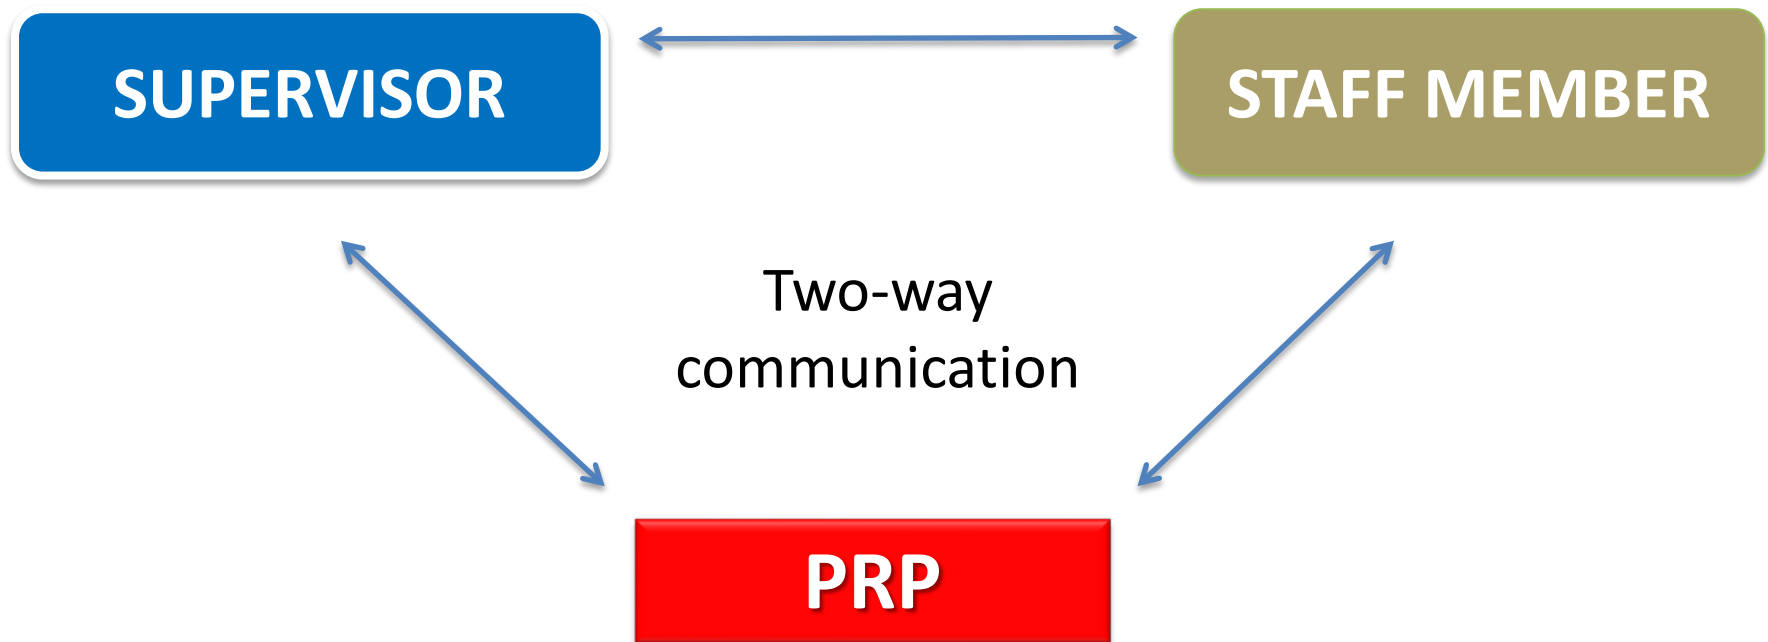 SUPERVISOR
STAFF MEMBER
Two-way
communication
PRP